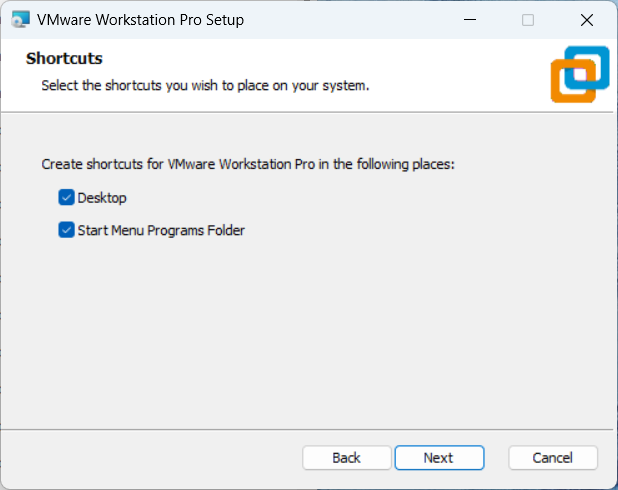 VMware Workstation Pro Setup
Shortcuts
Select the shortcuts you wish to place on your system.
Create shortcuts for VMware Workstation Pro in the following places:
Desktop
Start Menu Programs Folder
Back
Next
Cancel